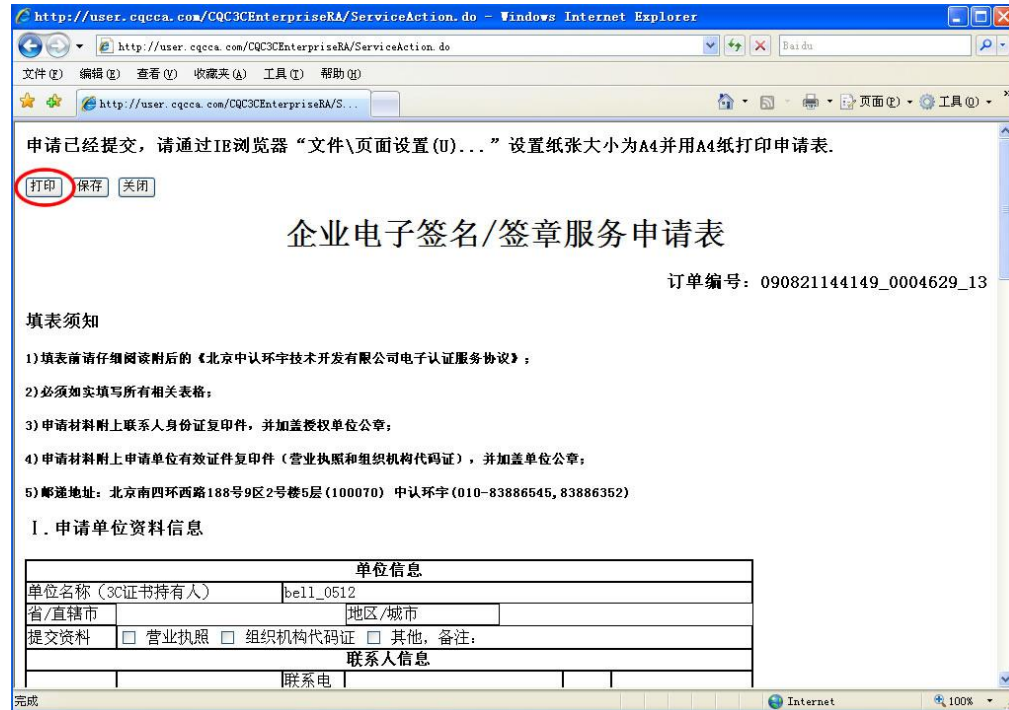 http://user.cqcca.com/CQC3CEnterpriseRA/ServiceAction.do - Windows Internet Explorer
http://user.cqcca.com/CQC3CEnterpriseRA/ServiceAction.do
Baidu
文件(F) 编辑(E) 查看(V) 收藏夹(A) 工具(T) 帮助(H)
http://user.cqcca.com/CQC3CEnterpriseRA/S...
页面(P) 工具(O)
申请已经提交，请通过IE浏览器“文件\页面设置(U)...”设置纸张大小为A4并用A4纸打印申请表.
打印 保存 关闭
企业电子签名/签章服务申请表
订单编号：090821144149_0004629_13
填表须知
1)填表前请仔细阅读附后的《北京中认环宇技术开发有限公司电子认证服务协议》；
2)必须如实填写所有相关表格；
3)申请材料附上联系人身份证复印件，并加盖授权单位公章；
4)申请材料附上申请单位有效证件复印件（营业执照和组织机构代码证），并加盖单位公章；
5)邮递地址：北京南四环西路188号9区2号楼5层(100070) 中认环宇(010-83886545,83886352)
I.申请单位资料信息
单位信息
单位名称（3C证书持有人） bell_0512
省/直辖市 地区/城市
提交资料 营业执照 组织机构代码证 其他，备注：
联系人信息
联系电
完成 Internet 100%